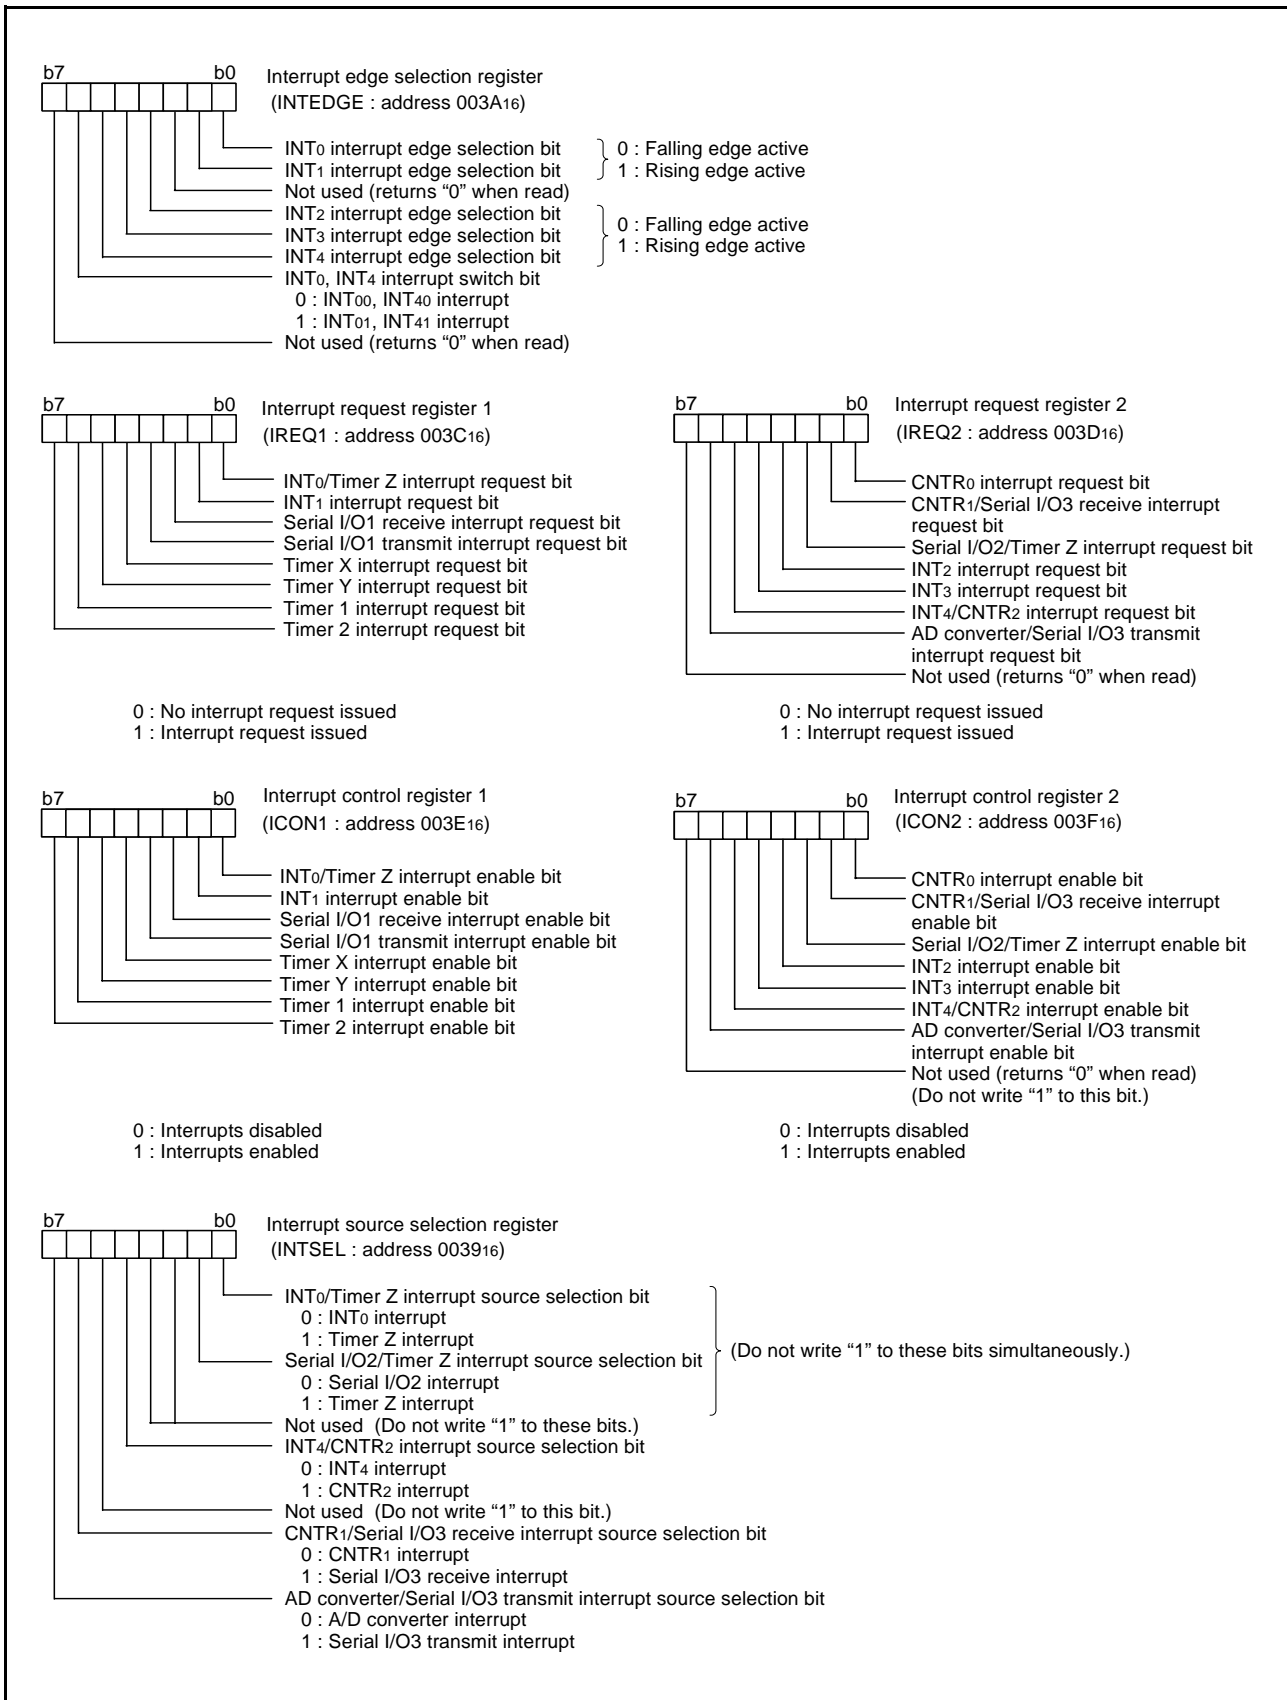 b7 b0 Interrupt edge selection register
(INTEDGE : address 003A16)
INT0 interrupt edge selection bit
INT1 interrupt edge selection bit
0 : Falling edge active
1 : Rising edge active
Not used (returns “0” when read)
INT2 interrupt edge selection bit
INT3 interrupt edge selection bit
INT4 interrupt edge selection bit
0 : Falling edge active
1 : Rising edge active
INT0, INT4 interrupt switch bit
0 : INT00, INT40 interrupt
1 : INT01, INT41 interrupt
Not used (returns “0” when read)
b7 b0 Interrupt request register 1
(IREQ1 : address 003C16)
INT0/Timer Z interrupt request bit
INT1 interrupt request bit
Serial I/O1 receive interrupt request bit
Serial I/O1 transmit interrupt request bit
Timer X interrupt request bit
Timer Y interrupt request bit
Timer 1 interrupt request bit
Timer 2 interrupt request bit
0 : No interrupt request issued
1 : Interrupt request issued
b7 b0 Interrupt request register 2
(IREQ2 : address 003D16)
CNTR0 interrupt request bit
CNTR1/Serial I/O3 receive interrupt
request bit
Serial I/O2/Timer Z interrupt request bit
INT2 interrupt request bit
INT3 interrupt request bit
INT4/CNTR2 interrupt request bit
AD converter/Serial I/O3 transmit
interrupt request bit
Not used (returns “0” when read)
0 : No interrupt request issued
1 : Interrupt request issued
b7 b0 Interrupt control register 1
(ICON1 : address 003E16)
INT0/Timer Z interrupt enable bit
INT1 interrupt enable bit
Serial I/O1 receive interrupt enable bit
Serial I/O1 transmit interrupt enable bit
Timer X interrupt enable bit
Timer Y interrupt enable bit
Timer 1 interrupt enable bit
Timer 2 interrupt enable bit
0 : Interrupts disabled
1 : Interrupts enabled
b7 b0 Interrupt control register 2
(ICON2 : address 003F16)
CNTR0 interrupt enable bit
CNTR1/Serial I/O3 receive interrupt
enable bit
Serial I/O2/Timer Z interrupt enable bit
INT2 interrupt enable bit
INT3 interrupt enable bit
INT4/CNTR2 interrupt enable bit
AD converter/Serial I/O3 transmit
interrupt enable bit
Not used (returns “0” when read)
(Do not write “1” to this bit.)
0 : Interrupts disabled
1 : Interrupts enabled
b7 b0 Interrupt source selection register
(INTSEL : address 003916)
INT0/Timer Z interrupt source selection bit
0 : INT0 interrupt
1 : Timer Z interrupt
Serial I/O2/Timer Z interrupt source selection bit
0 : Serial I/O2 interrupt
1 : Timer Z interrupt
(Do not write “1” to these bits simultaneously.)
Not used (Do not write “1” to these bits.)
INT4/CNTR2 interrupt source selection bit
0 : INT4 interrupt
1 : CNTR2 interrupt
Not used (Do not write “1” to this bit.)
CNTR1/Serial I/O3 receive interrupt source selection bit
0 : CNTR1 interrupt
1 : Serial I/O3 receive interrupt
AD converter/Serial I/O3 transmit interrupt source selection bit
0 : A/D converter interrupt
1 : Serial I/O3 transmit interrupt